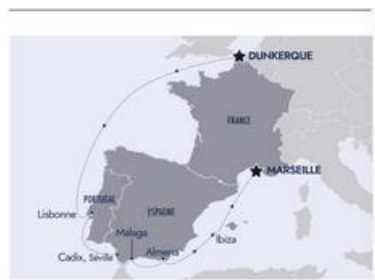 DUNKERQUE
FRANCE
MARSEILLE
PORTUGAL
ESPAGNE
Lisbonne
Malaga
Ibiza
Cadix, Séville
Almeria